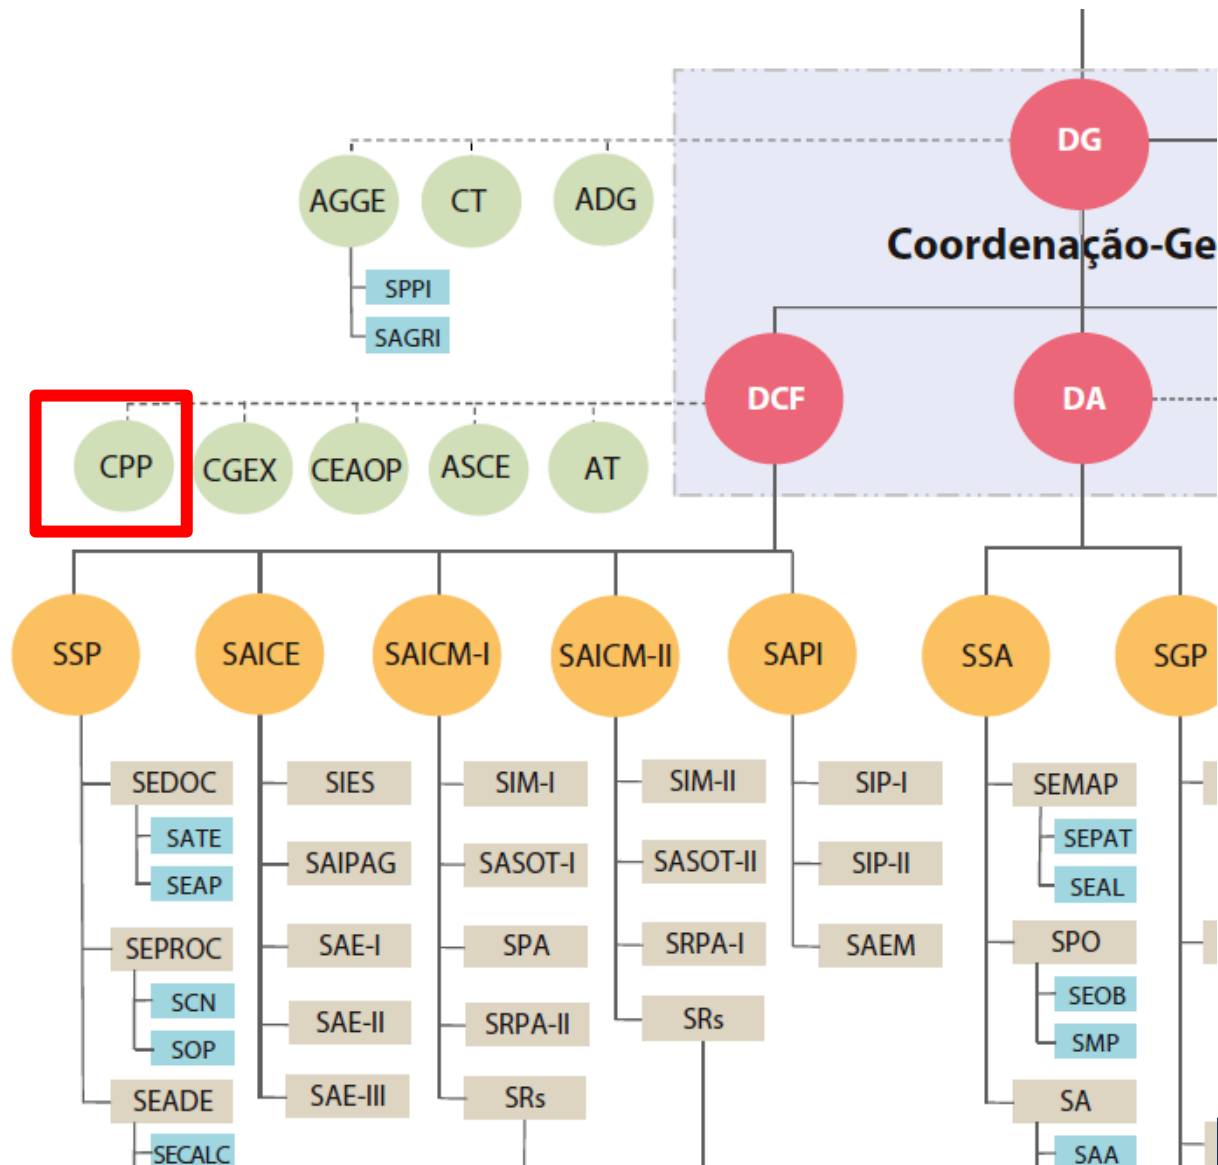 DG
AGGE CT ADG
Coordenação-Ge
SPPI
SAGRI
DCF DA
CPP CGEX CEAOP ASCE AT
SSP SAICE SAICM-I SAICM-II SAPI SSA SGP
SEDOC SIES SIM-I SIM-II SIP-I SEMAP
SATE SEPAT
SAIPAG SASOT-I SASOT-II SIP-II
SEAP SEAL
SEPROC SAE-I SPA SRPA-I SAEM SPO
SCN SEOB
SAE-II SRPA-II SRs
SOP SMP
SEADE SAE-III SRs SA
SECALC SAA